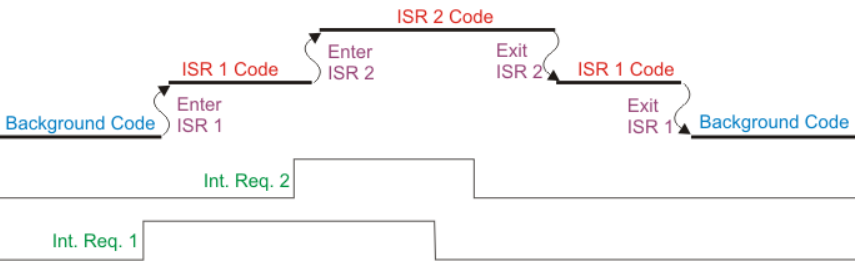 ISR 2 Code
Enter
ISR 2
Exit
ISR 2
ISR 1 Code
ISR 1 Code
Enter
ISR 1
Exit
ISR 1
Background Code
Background Code
Int. Req. 2
Int. Req. 1